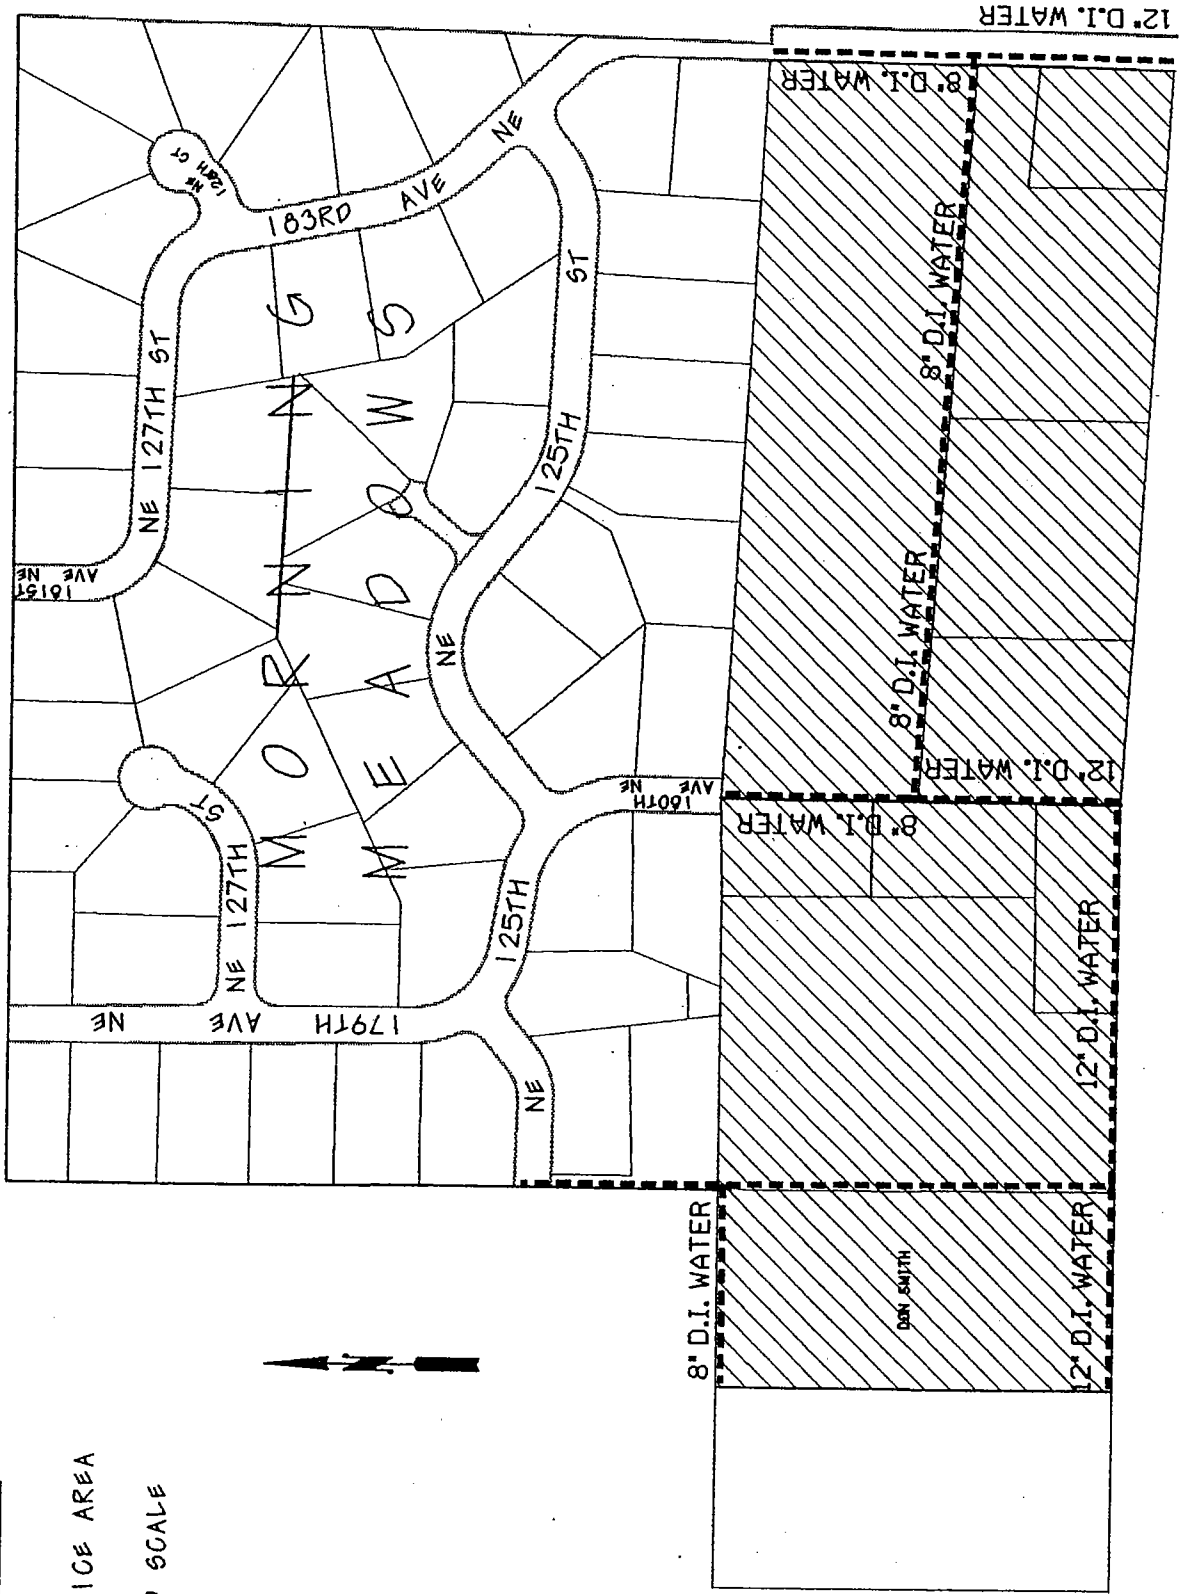 12" D.I. WATER
8" D.I. WATER
8" D.I. WATER
8" D.I. WATER
12" D.I. WATER
8" D.I. WATER
12" D.I. WATER
12" D.I. WATER
8" D.I. WATER
DON SMITH
MORNING
MEADOWS
NE 128TH CT
183RD AVE NE
NE 127TH ST
181ST AVE NE
NE 125TH ST
180TH AVE NE
NE 127TH ST
179TH AVE NE
NE 125TH
N
ICE AREA
SCALE